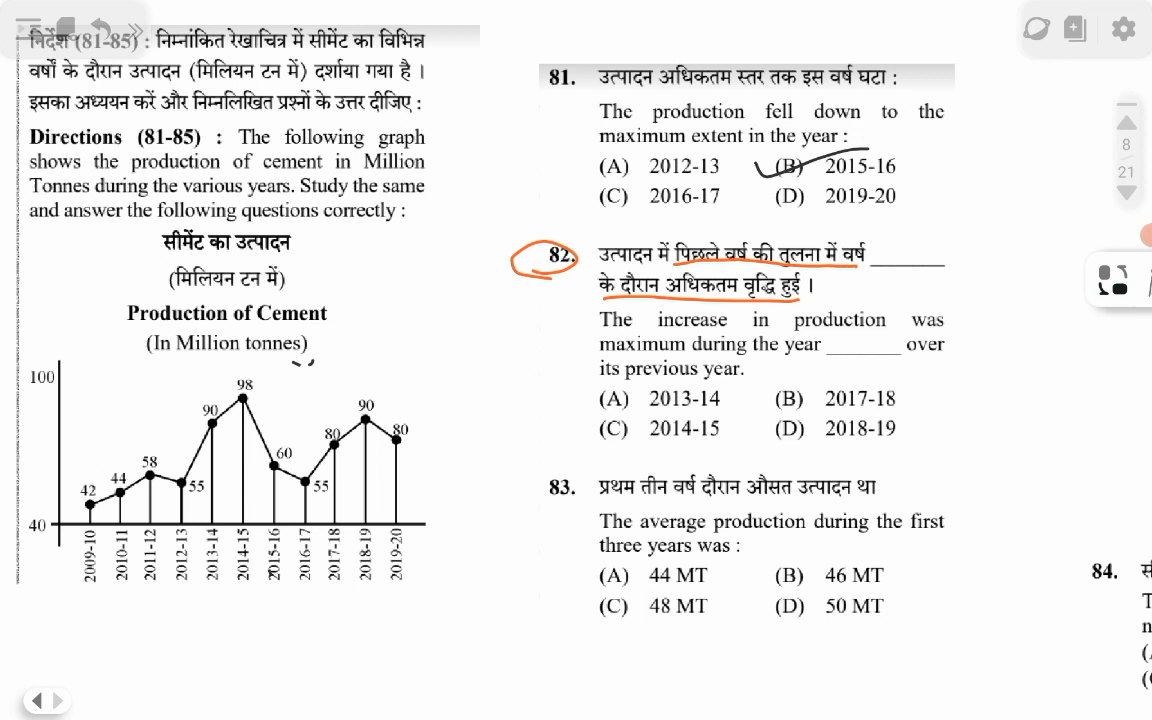 निर्देश (81-85) : निम्नांकित रेखाचित्र में सीमेंट का विभिन्न
वर्षों के दौरान उत्पादन (मिलियन टन में) दर्शाया गया है ।
इसका अध्ययन करें और निम्नलिखित प्रश्नों के उत्तर दीजिए :
Directions (81-85) : The following graph
shows the production of cement in Million
Tonnes during the various years. Study the same
and answer the following questions correctly :
सीमेंट का उत्पादन
(मिलियन टन में)
Production of Cement
(In Million tonnes)
100
98
90
90
80
80
60
58
55
55
44
42
40
2009-10
2010-11
2011-12
2012-13
2013-14
2014-15
2015-16
2016-17
2017-18
2018-19
2019-20
81. उत्पादन अधिकतम स्तर तक इस वर्ष घटा :
The production fell down to the
maximum extent in the year :
(A) 2012-13 (B) 2015-16
(C) 2016-17 (D) 2019-20
82. उत्पादन में पिछले वर्ष की तुलना में वर्ष _______
के दौरान अधिकतम वृद्धि हुई ।
The increase in production was
maximum during the year _______ over
its previous year.
(A) 2013-14 (B) 2017-18
(C) 2014-15 (D) 2018-19
83. प्रथम तीन वर्ष दौरान औसत उत्पादन था
The average production during the first
three years was :
(A) 44 MT (B) 46 MT
(C) 48 MT (D) 50 MT
8
21
84.